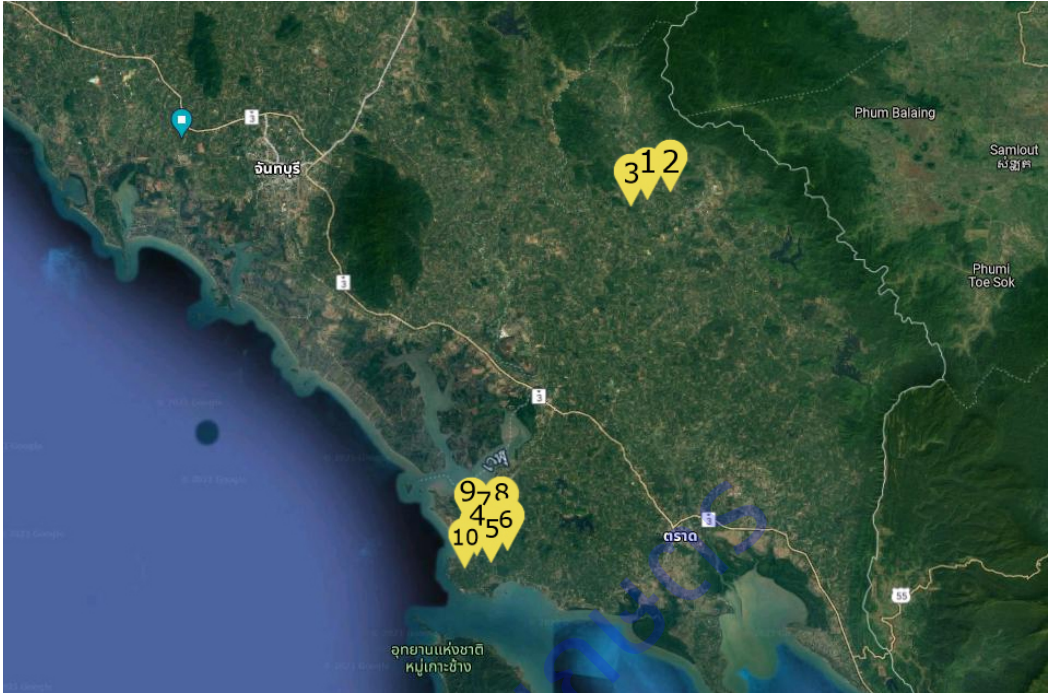 3
จันทบุรี
Phum Balaing
Samlout
សំឡូត
3 1 2
Phumi
Toe Sok
3
3
9 7 8
4 5 6
10
3
ตราด
55
อุทยานแห่งชาติ
หมู่เกาะช้าง